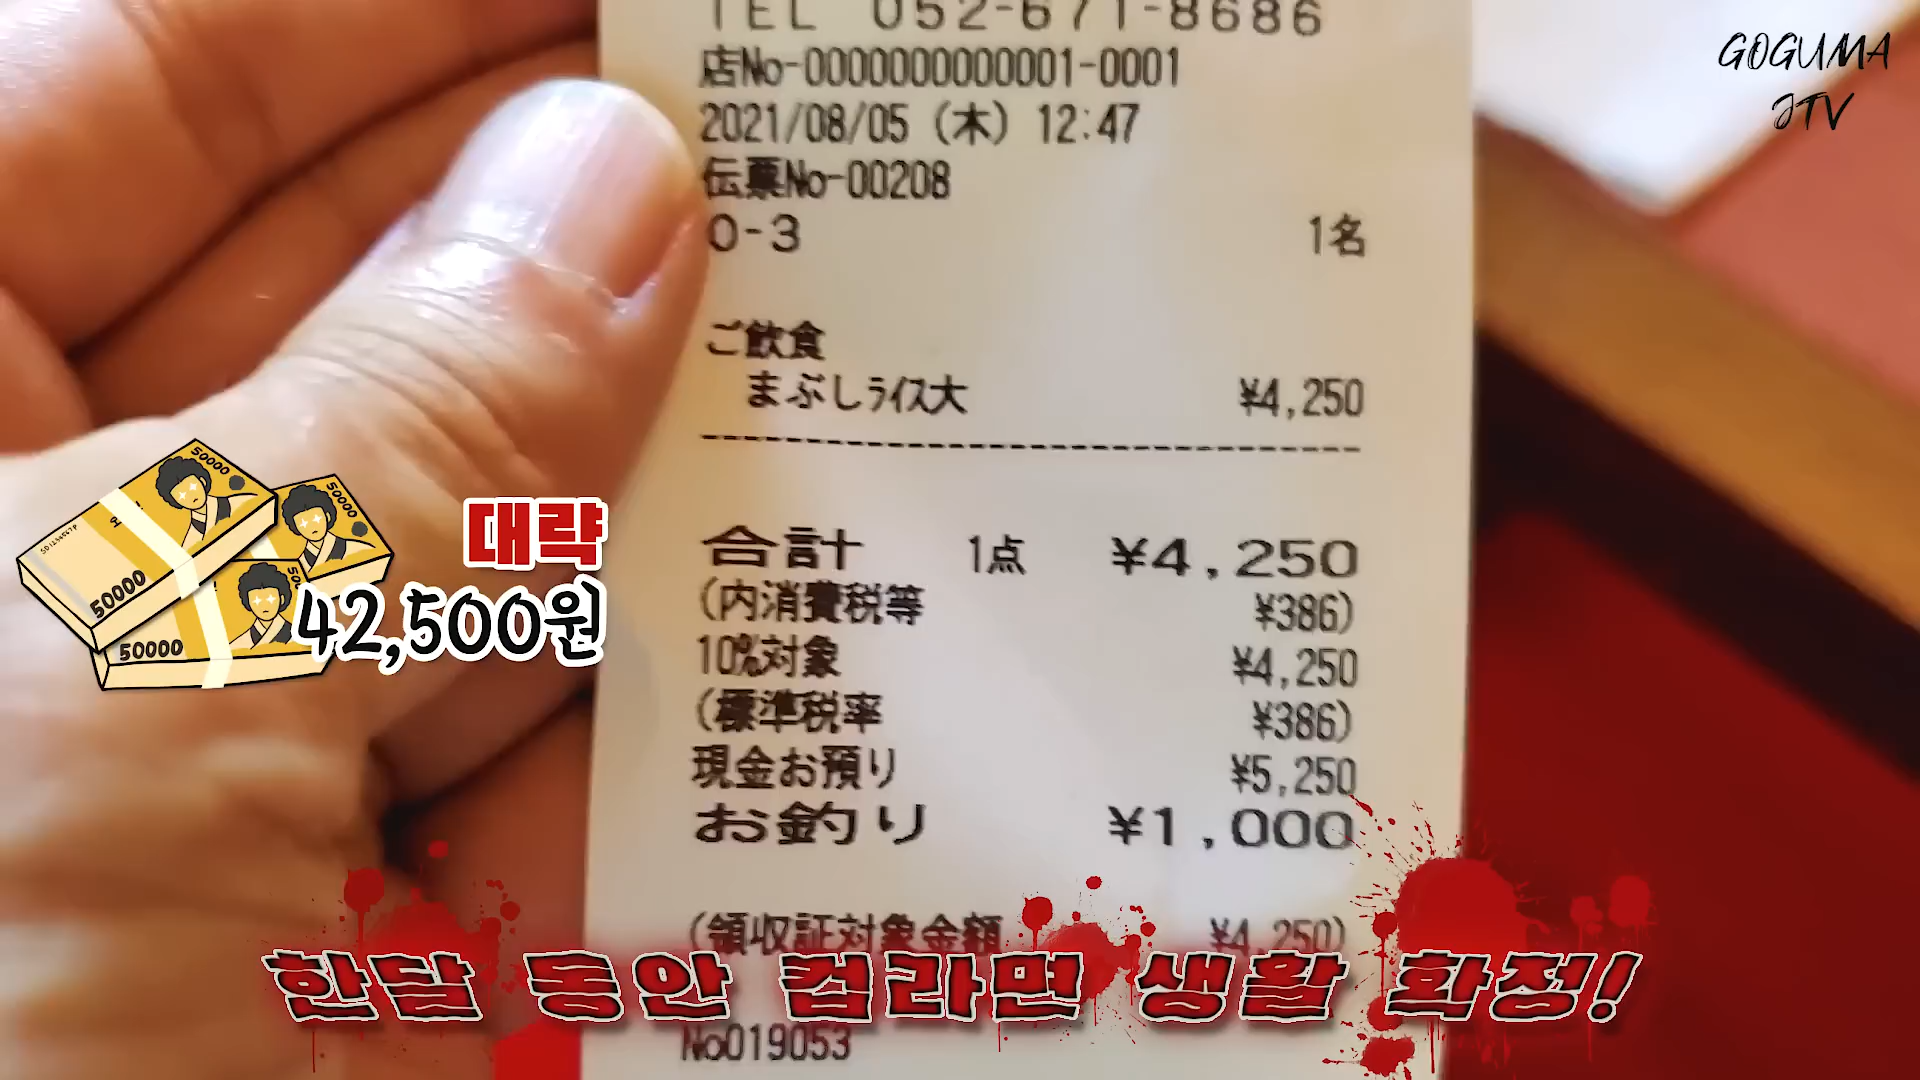 TEL 052-671-8686
店No-0000000000001-0001
2021/08/05 (木) 12:47
伝票No-00208
0-3 1名
ご飲食
まぶしライス大 ¥4,250
合計 1点 ¥4,250
(内消費税等 ¥386)
10%対象 ¥4,250
(標準税率 ¥386)
現金お預り ¥5,250
お釣り ¥1,000
(領収証対象金額 ¥4,250)
No019053
GOGUMA
JTV
50000
50000
50000
50000
대략
42,500원
한달 동안 컵라면 생활 확정!